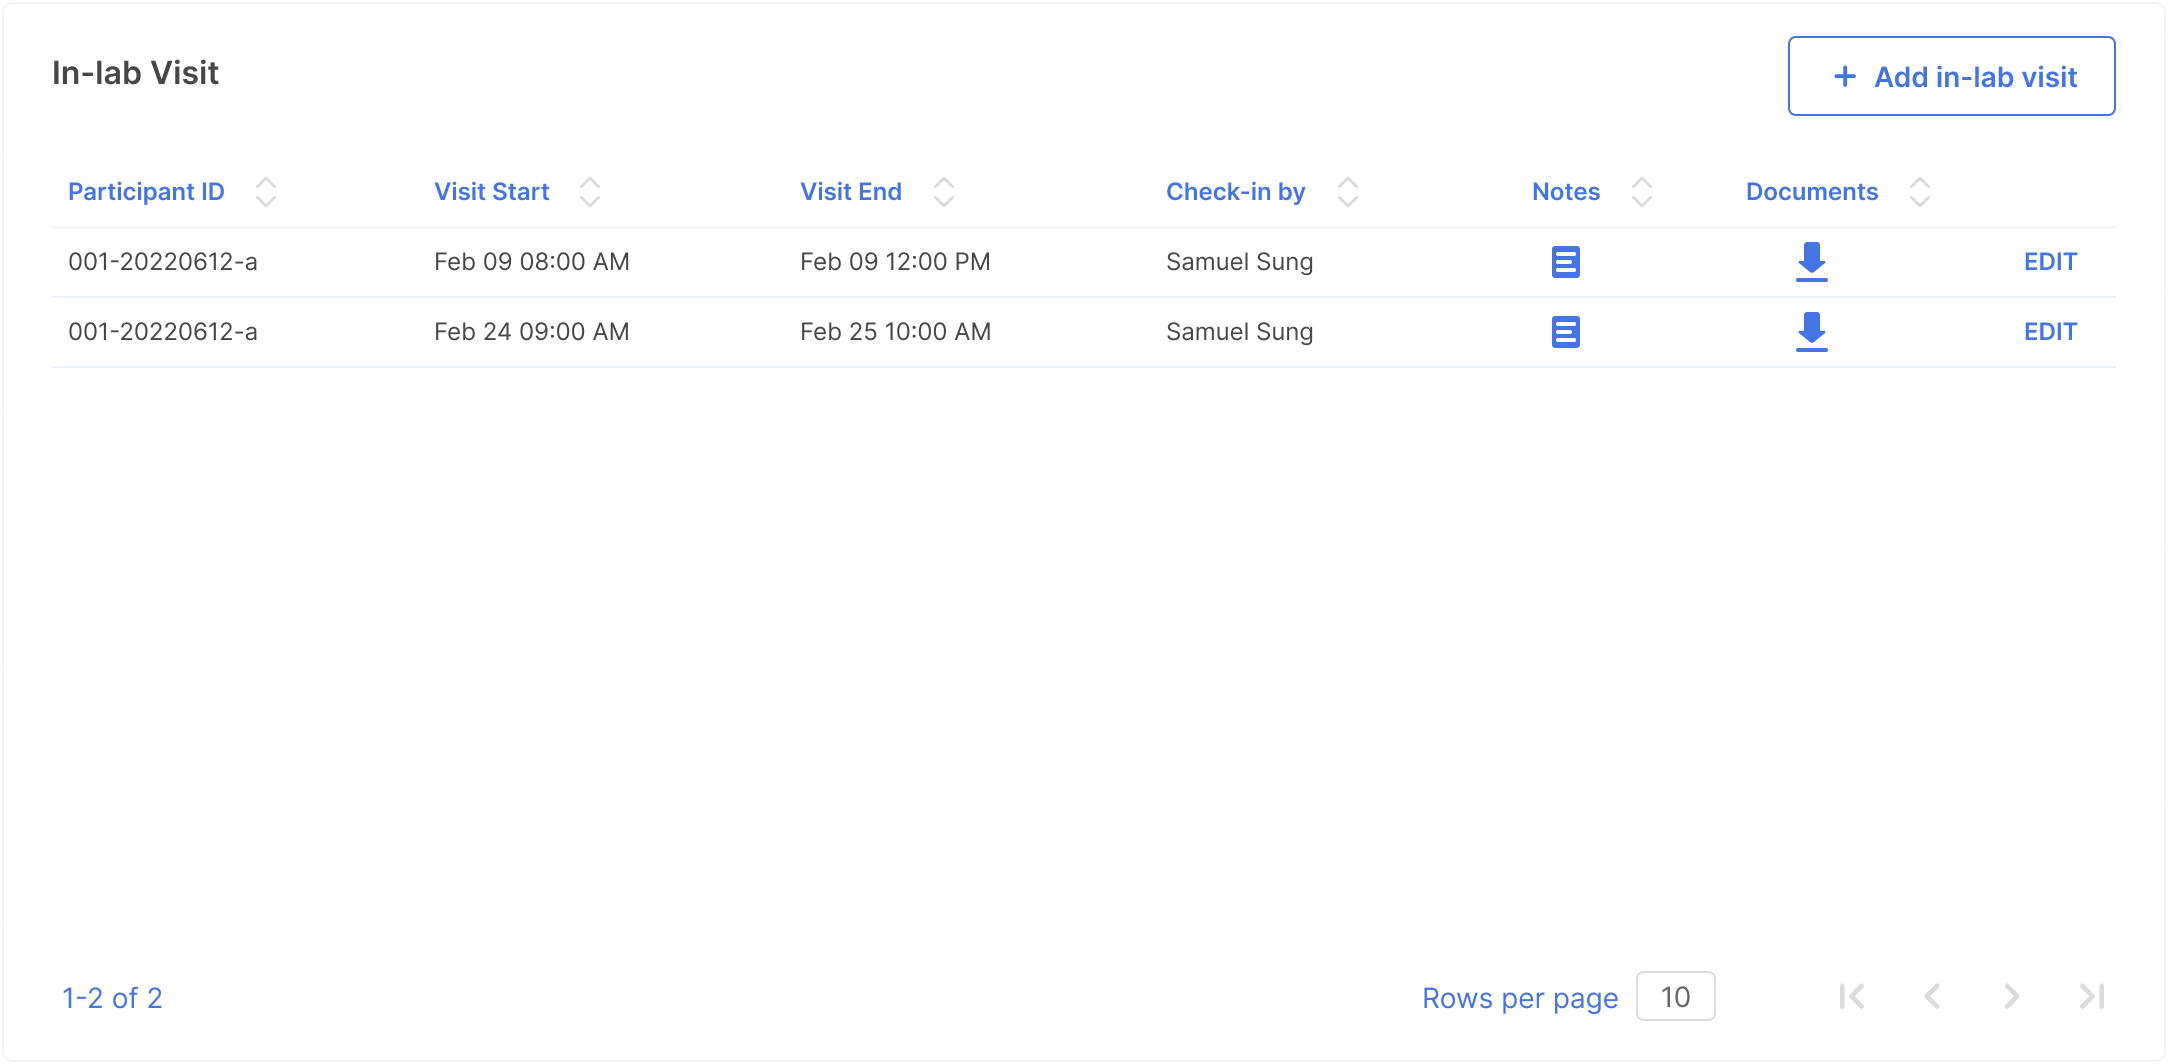 In-lab Visit
+ Add in-lab visit
Participant ID Visit Start Visit End Check-in by Notes Documents
001-20220612-a Feb 09 08:00 AM Feb 09 12:00 PM Samuel Sung EDIT
001-20220612-a Feb 24 09:00 AM Feb 25 10:00 AM Samuel Sung EDIT
1-2 of 2 Rows per page 10